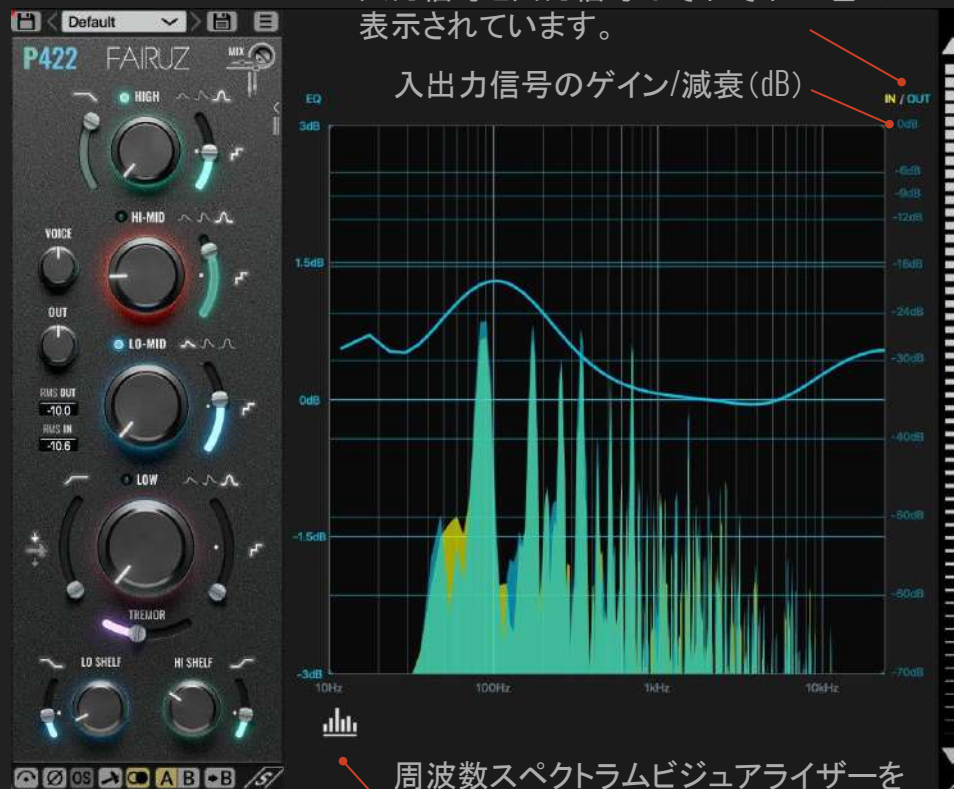 表示されています。
入出力信号のゲイン/減衰(dB)
Default
P422 FAIRUZ MIX
HIGH
HI-MID
VOICE
OUT
LO-MID
RMS OUT
-10.0
RMS IN
-10.6
LOW
TREMOR
LO SHELF HI SHELF
OS A B B
EQ IN / OUT
3dB 0dB
-6dB
-9dB
-12dB
1.5dB -18dB
-24dB
-30dB
0dB
-40dB
-1.5dB
-60dB
-3dB -70dB
10Hz 100Hz 1kHz 10kHz
周波数スペクトラムビジュアライザーを